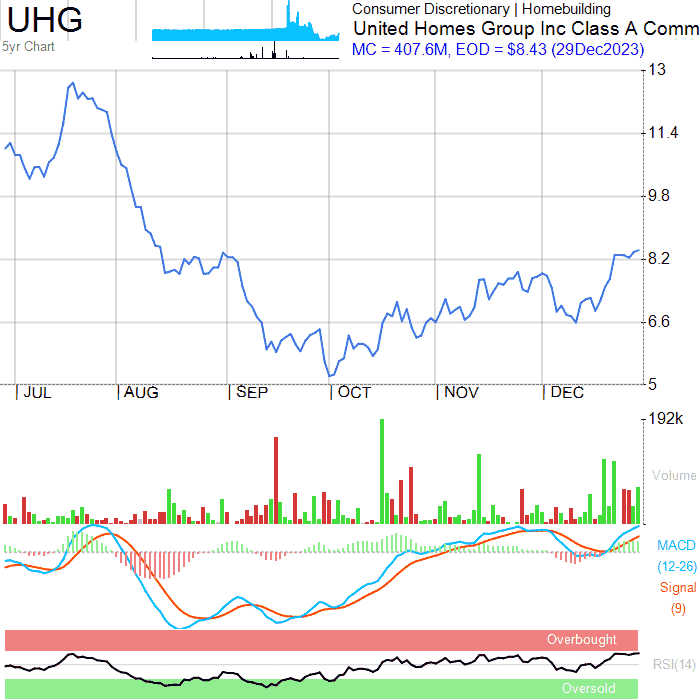 UHG
5yr Chart
Consumer Discretionary | Homebuilding
United Homes Group Inc Class A Comm
MC = 407.6M, EOD = $8.43 (29Dec2023)
13
11.4
9.8
8.2
6.6
5
| JUL | AUG | SEP | OCT | NOV | DEC
192k
Volume
MACD
(12-26)
Signal
(9)
Overbought
RSI(14)
Oversold